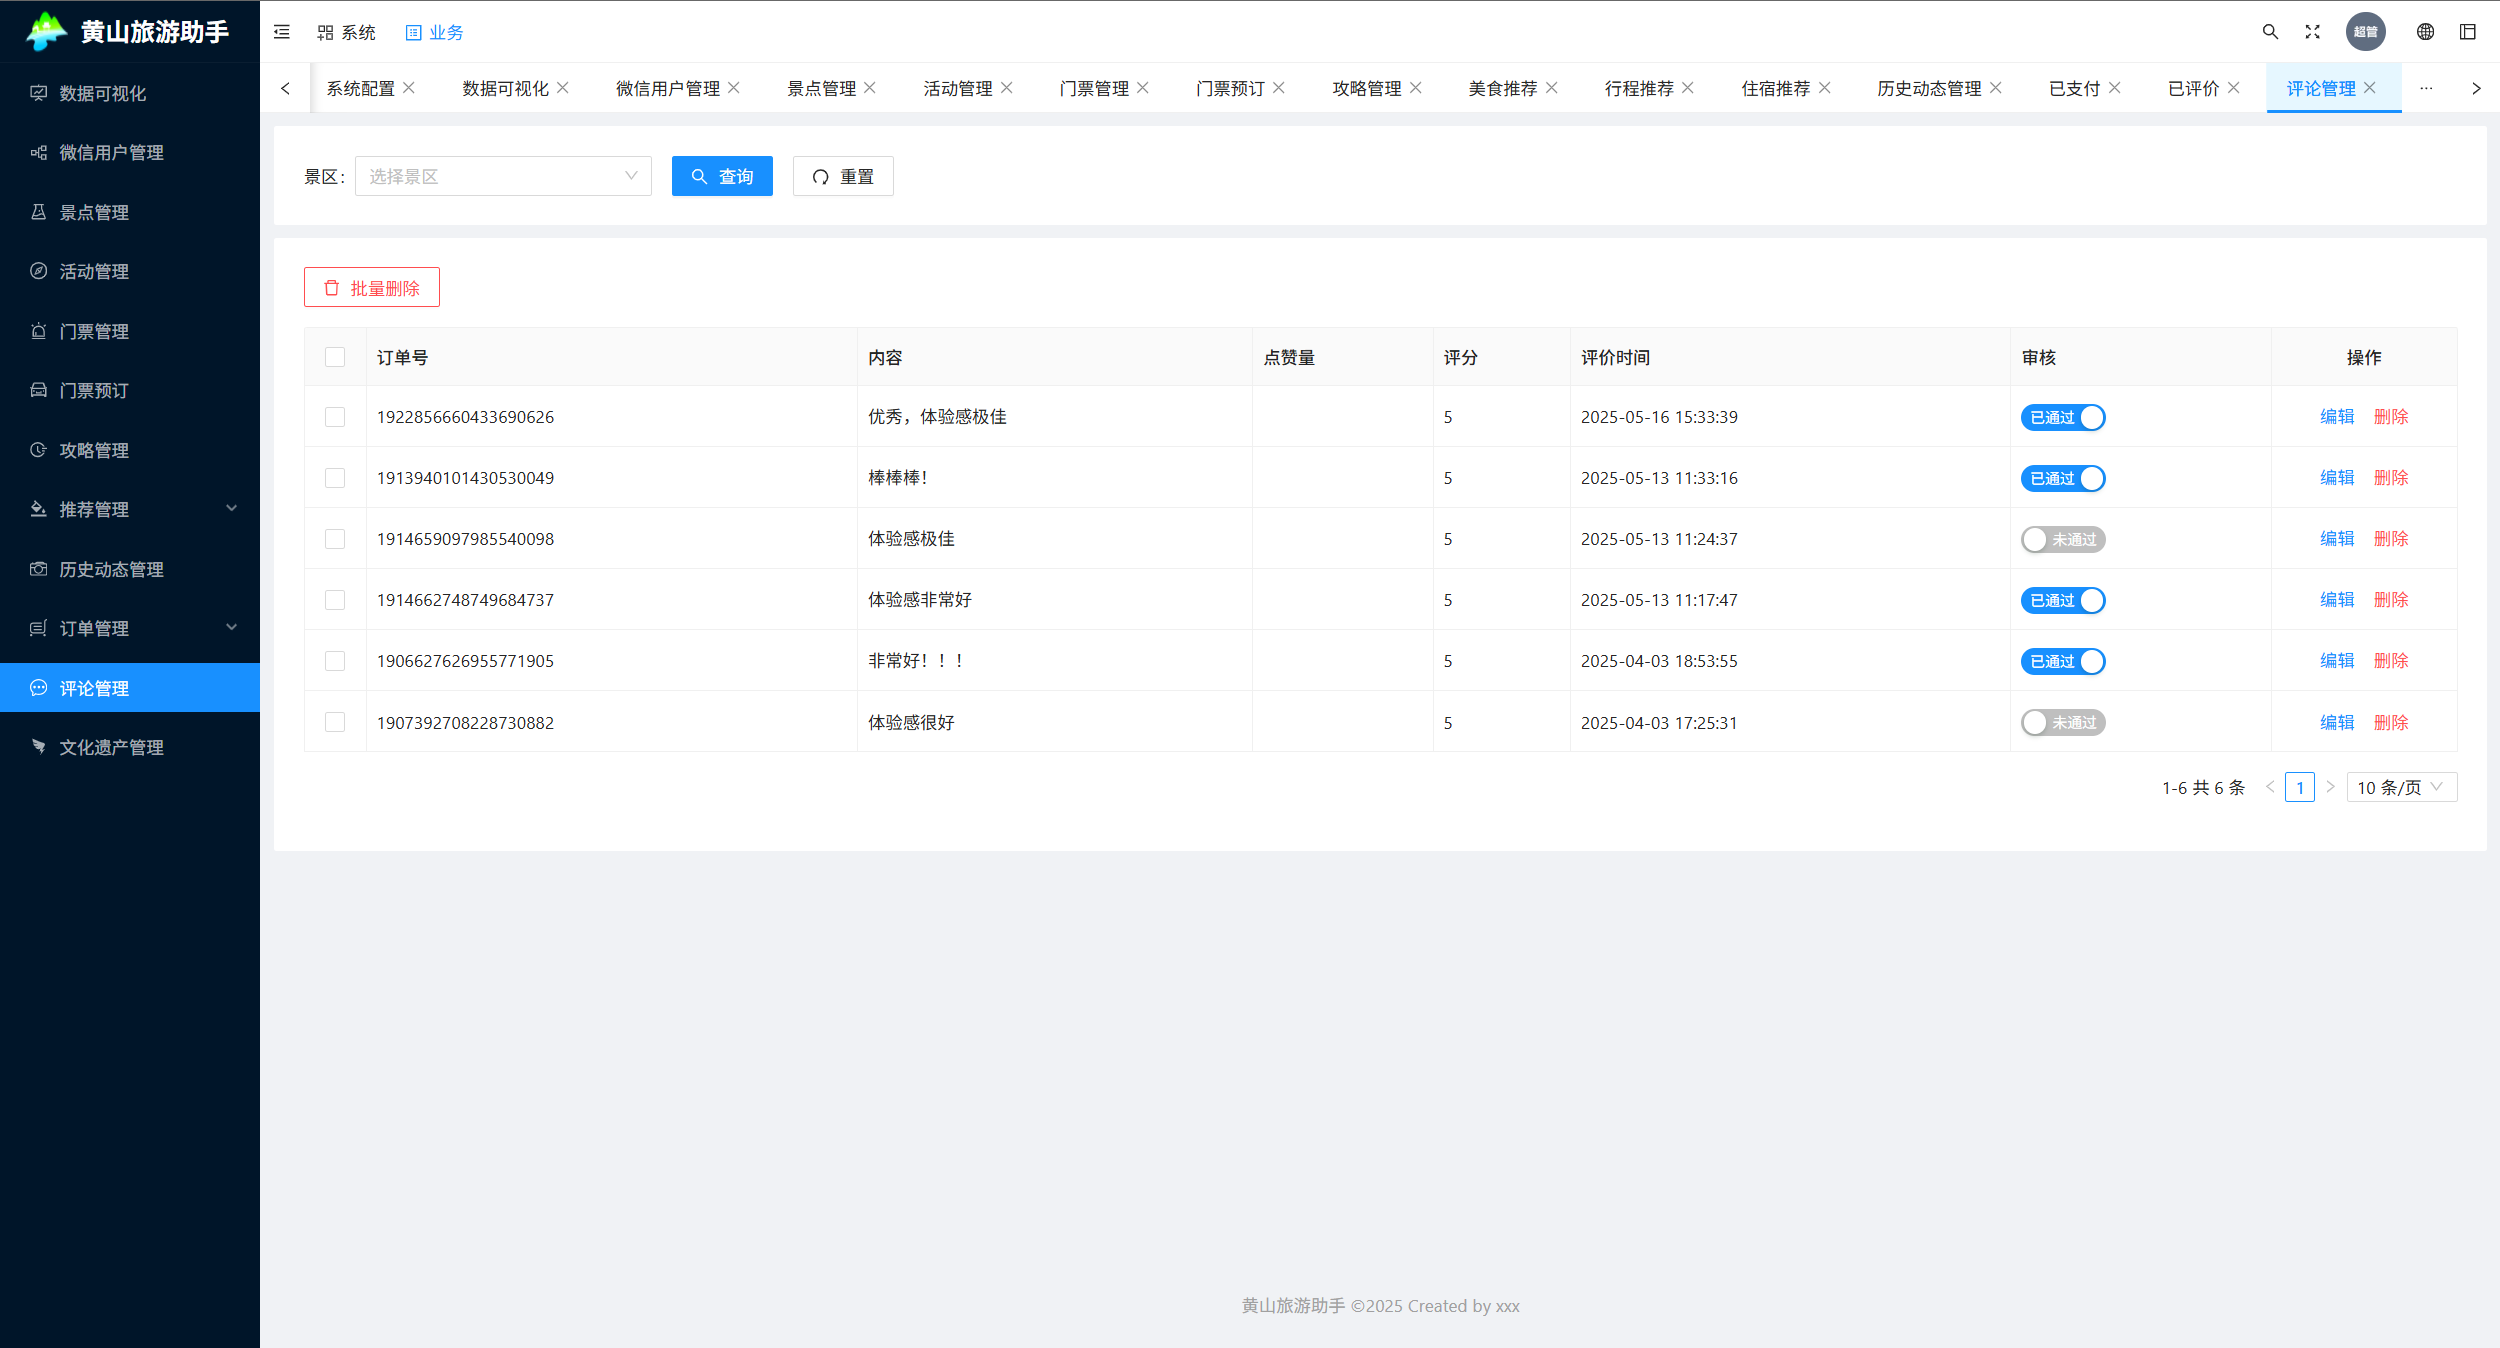 黄山旅游助手
系统 业务
超管
数据可视化
微信用户管理
景点管理
活动管理
门票管理
门票预订
攻略管理
推荐管理
历史动态管理
订单管理
评论管理
文化遗产管理
系统配置 数据可视化 微信用户管理 景点管理 活动管理 门票管理 门票预订 攻略管理 美食推荐 行程推荐 住宿推荐 历史动态管理 已支付 已评价 评论管理 ···
景区: 选择景区 查询 重置
批量删除
订单号 内容 点赞量 评分 评价时间 审核 操作
1922856660433690626 优秀，体验感极佳 5 2025-05-16 15:33:39 已通过 编辑 删除
1913940101430530049 棒棒棒！ 5 2025-05-13 11:33:16 已通过 编辑 删除
1914659097985540098 体验感极佳 5 2025-05-13 11:24:37 未通过 编辑 删除
1914662748749684737 体验感非常好 5 2025-05-13 11:17:47 已通过 编辑 删除
1906627626955771905 非常好！！！ 5 2025-04-03 18:53:55 已通过 编辑 删除
1907392708228730882 体验感很好 5 2025-04-03 17:25:31 未通过 编辑 删除
1-6 共 6 条 1 10 条/页
黄山旅游助手 ©2025 Created by xxx